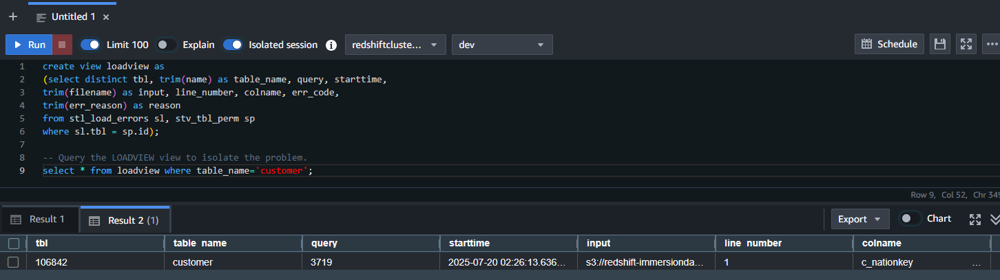 + Untitled 1 ×
Run Limit 100 Explain Isolated session i redshiftcluste... dev Schedule ...
1 create view loadview as
2 (select distinct tbl, trim(name) as table_name, query, starttime,
3 trim(filename) as input, line_number, colname, err_code,
4 trim(err_reason) as reason
5 from stl_load_errors sl, stv_tbl_perm sp
6 where sl.tbl = sp.id);
7
8 -- Query the LOADVIEW view to isolate the problem.
9 select * from loadview where table_name='customer';
Row 9, Col 52, Chr 349
Result 1 Result 2 (1) Export Chart
tbl table_name query starttime input line_number colname
106842 customer 3719 2025-07-20 02:26:13.636... s3://redshift-immersionda... 1 c_nationkey ...